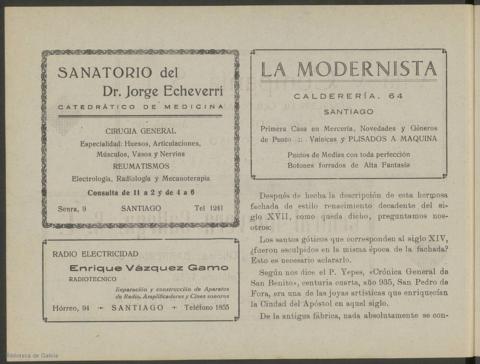 SANATORIO del
Dr. Jorge Echeverri
CATEDRÁTICO DE MEDICINA
CIRUGIA GENERAL
Especialidad: Huesos, Articulaciones,
Músculos, Vasos y Nervios
REUMATISMOS
Electrología, Radiología y Mecanoterapia
Consulta de 11 a 2 y de 4 a 6
Senra, 9 SANTIAGO Tel 1241
RADIO ELECTRICIDAD
Enrique Vázquez Gamo
RADIOTECNICO
Reparación y construcción de Aparatos
de Radio, Amplificadores y Cines sonoros
Hórreo, 94 - SANTIAGO - Teléfono 1855
LA MODERNISTA
CALDERERÍA, 64
SANTIAGO
Primera Casa en Mercería, Novedades y Géneros
de Punto :: Vainicas y PLISADOS A MAQUINA
Puntos de Medias con toda perfección
Botones forrados de Alta Fantasía
Después de hecha la descripción de esta hermosa
fachada de estilo renacimiento decadente del si-
glo XVII, como queda dicho, preguntamos nos-
otros:
Los santos góticos que corresponden al siglo XIV,
¿fueron esculpidos en la misma época de la fachada?
Esto es necesario aclararlo.
Según nos dice el P. Yepes, «Crónica General de
San Benito», centuria cuarta, año 935, San Pedro de
Fora, era una de las joyas artísticas que enriquecían
la Ciudad del Apóstol en aquel siglo.
De la antigua fábrica, nada absolutamente se con-
Biblioteca de Galicia